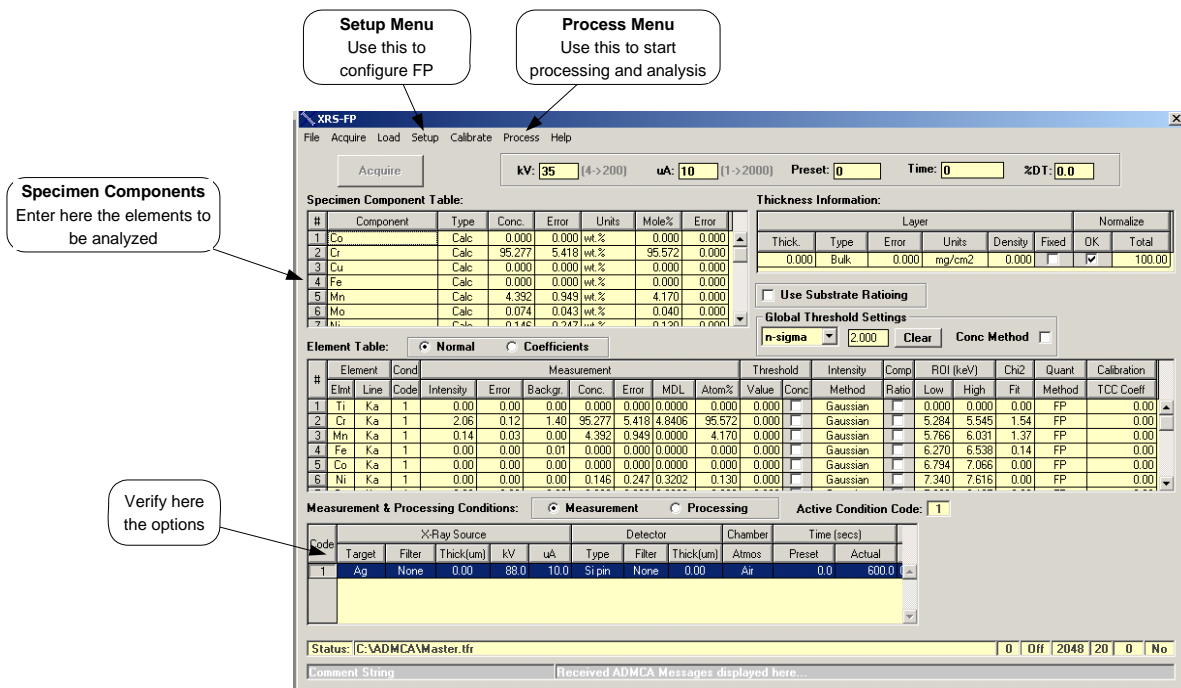 Setup Menu
Use this to
configure FP
Process Menu
Use this to start
processing and analysis
Specimen Components
Enter here the elements to
be analyzed
Verify here
the options
XRS-FP
File Acquire Load Setup Calibrate Process Help
Acquire kV: 35 (4->200) uA: 10 (1->2000) Preset: 0 Time: 0 %DT: 0.0
Specimen Component Table:
# Component Type Conc. Error Units Mole% Error
1 Co Calc 0.000 0.000 wt.% 0.000 0.000
2 Cr Calc 95.277 5.418 wt.% 95.572 0.000
3 Cu Calc 0.000 0.000 wt.% 0.000 0.000
4 Fe Calc 0.000 0.000 wt.% 0.000 0.000
5 Mn Calc 4.392 0.949 wt.% 4.170 0.000
6 Mo Calc 0.074 0.043 wt.% 0.040 0.000
7 Ni Calc 0.146 0.247 wt.% 0.130 0.000
Thickness Information:
Layer Normalize
Thick. Type Error Units Density Fixed OK Total
0.000 Bulk 0.000 mg/cm2 0.000 100.00
Use Substrate Ratioing
Global Threshold Settings
n-sigma 2.000 Clear Conc Method
Element Table: Normal Coefficients
# Element Cond Measurement Threshold Intensity Comp ROI (keV) Chi2 Quant Calibration
Elmt Line Code Intensity Error Backgr. Conc. Error MDL Atom% Value Conc Method Ratio Low High Fit Method TCC Coeff
1 Ti Ka 1 0.00 0.00 0.00 0.000 0.000 0.0000 0.000 0.000 Gaussian 0.000 0.000 0.00 FP 0.00
2 Cr Ka 1 2.06 0.12 1.40 95.277 5.418 4.8406 95.572 0.000 Gaussian 5.284 5.545 1.54 FP 0.00
3 Mn Ka 1 0.14 0.03 0.00 4.392 0.949 0.0000 4.170 0.000 Gaussian 5.766 6.031 1.37 FP 0.00
4 Fe Ka 1 0.00 0.00 0.01 0.000 0.000 0.0000 0.000 0.000 Gaussian 6.270 6.538 0.14 FP 0.00
5 Co Ka 1 0.00 0.00 0.00 0.000 0.000 0.0000 0.000 0.000 Gaussian 6.794 7.066 0.00 FP 0.00
6 Ni Ka 1 0.00 0.00 0.00 0.146 0.247 0.3202 0.130 0.000 Gaussian 7.340 7.616 0.00 FP 0.00
Measurement & Processing Conditions: Measurement Processing Active Condition Code: 1
Code X-Ray Source Detector Chamber Time (secs)
Target Filter Thick(um) kV uA Type Filter Thick(um) Atmos Preset Actual
1 Ag None 0.00 88.0 10.0 Si pin None 0.00 Air 0.0 600.0
Status: C:\ADMCA\Master.tfr 0 Off 2048 20 0 No
Comment String Received ADMCA Messages displayed here...